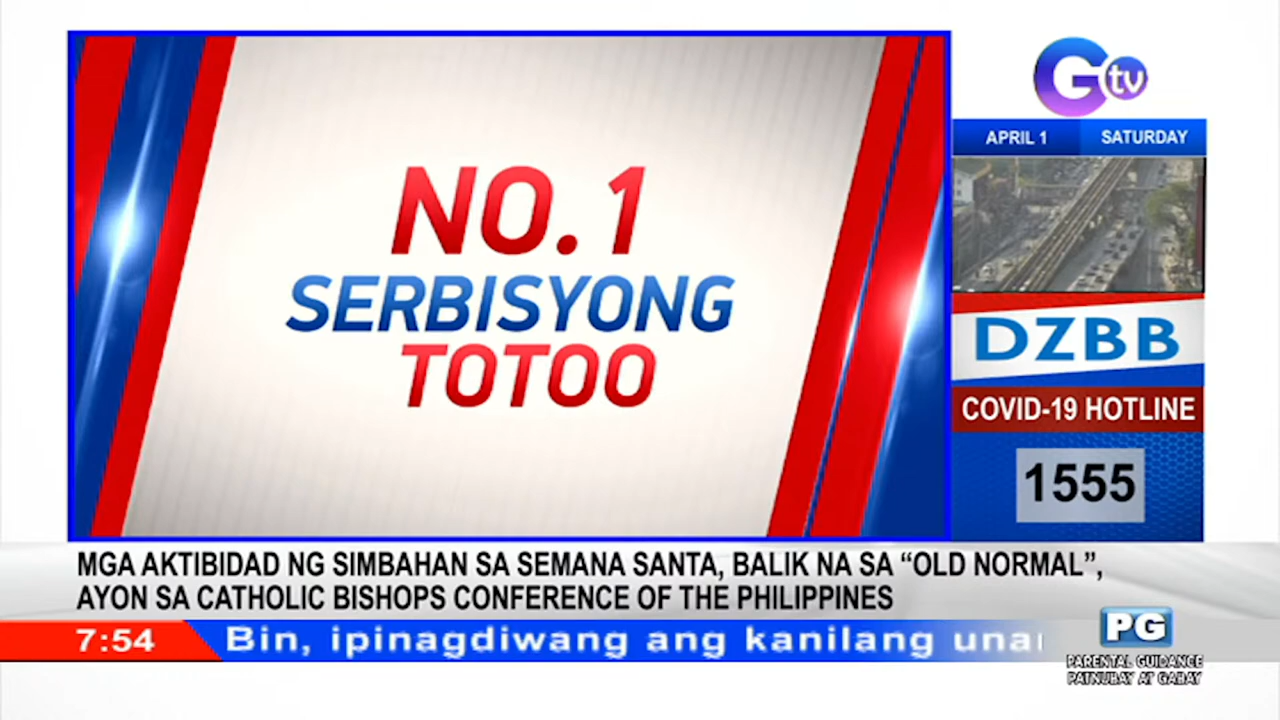 NO.1
SERBISYONG
TOTOO
Gtv
APRIL 1 SATURDAY
DZBB
COVID-19 HOTLINE
1555
MGA AKTIBIDAD NG SIMBAHAN SA SEMANA SANTA, BALIK NA SA “OLD NORMAL”,
AYON SA CATHOLIC BISHOPS CONFERENCE OF THE PHILIPPINES
7:54 Bin, ipinagdiwang ang kanilang
PG
PARENTAL GUIDANCE
PATNUBAY AT GABAY